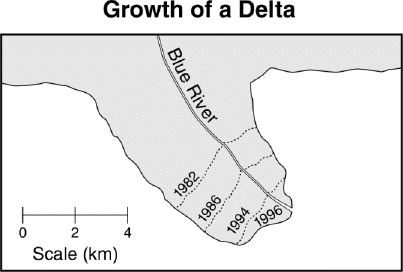 Growth of a Delta
Blue River
1982
1986
1994
1996
0 2 4
Scale (km)